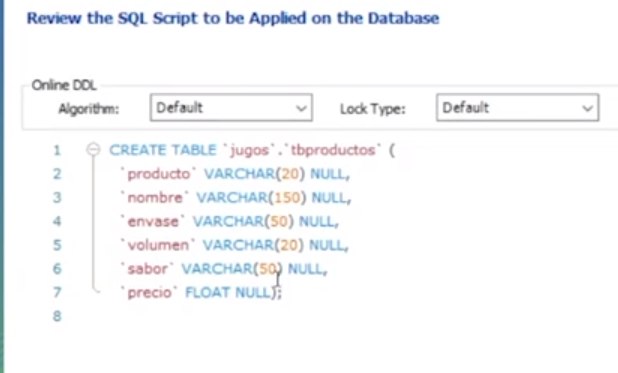 Review the SQL Script to be Applied on the Database
Online DDL
Algorithm: Default Lock Type: Default
1 CREATE TABLE `jugos`.`tbproductos` (
2 `producto` VARCHAR(20) NULL,
3 `nombre` VARCHAR(150) NULL,
4 `envase` VARCHAR(50) NULL,
5 `volumen` VARCHAR(20) NULL,
6 `sabor` VARCHAR(50) NULL,
7 `precio` FLOAT NULL);
8